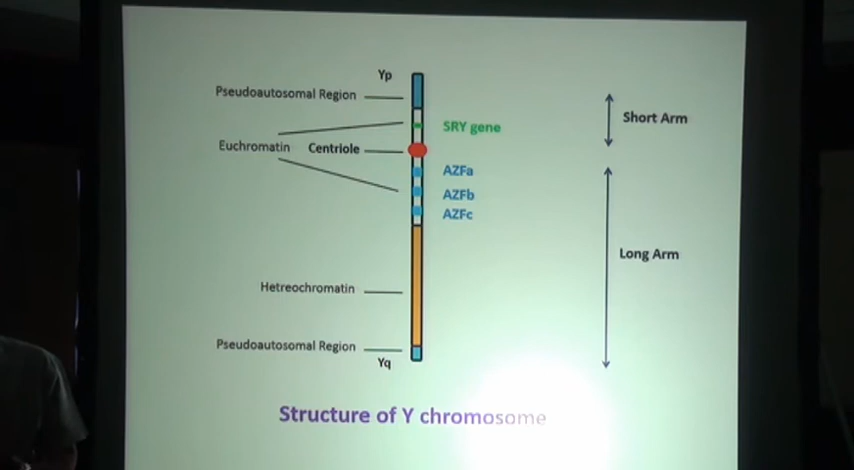 Yp
Pseudoautosomal Region
SRY gene
Short Arm
Euchromatin
Centriole
AZFa
AZFb
AZFc
Long Arm
Hetreochromatin
Pseudoautosomal Region
Yq
Structure of Y chromosome